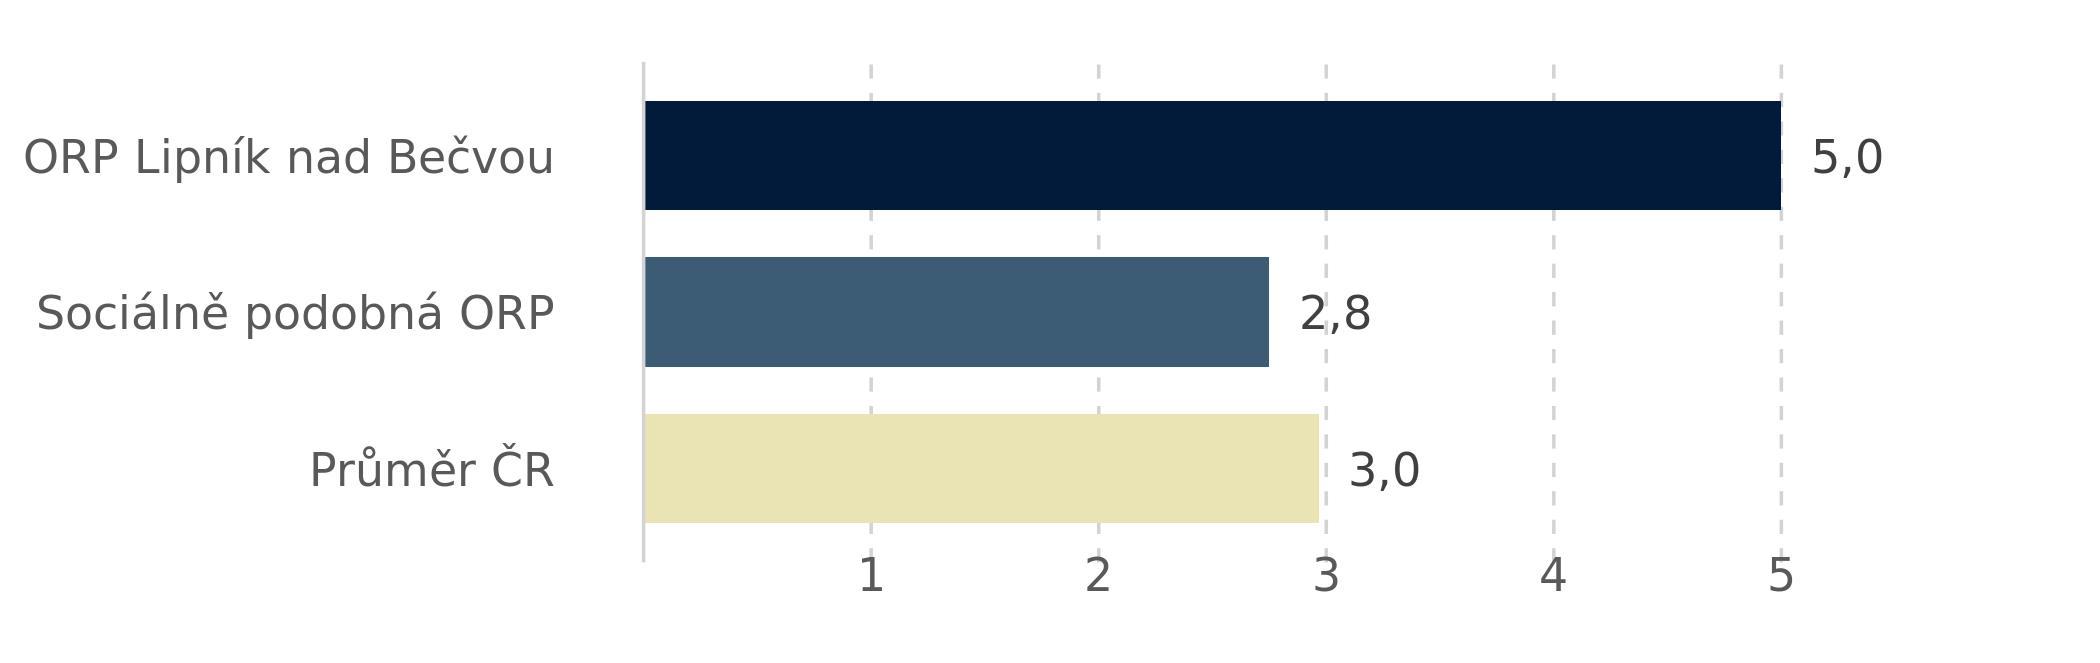 ORP Lipník nad Bečvou 5,0
Sociálně podobná ORP 2,8
Průměr ČR 3,0
1 2 3 4 5